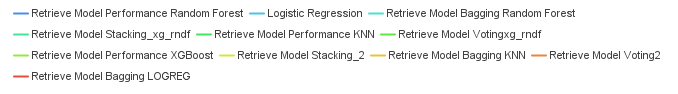 Retrieve Model Performance Random Forest Logistic Regression Retrieve Model Bagging Random Forest
Retrieve Model Stacking_xg_rndf Retrieve Model Performance KNN Retrieve Model Votingxg_rndf
Retrieve Model Performance XGBoost Retrieve Model Stacking_2 Retrieve Model Bagging KNN Retrieve Model Voting2
Retrieve Model Bagging LOGREG